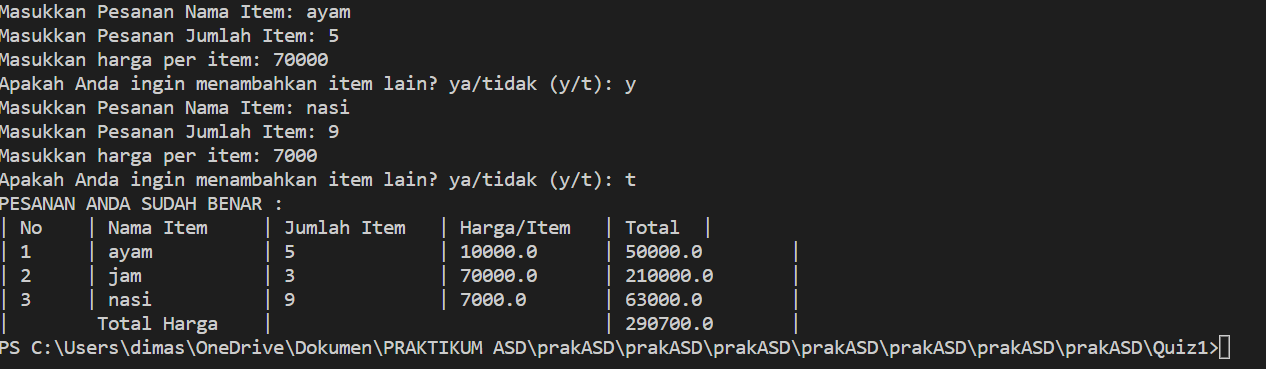 Masukkan Pesanan Nama Item: ayam
Masukkan Pesanan Jumlah Item: 5
Masukkan harga per item: 70000
Apakah Anda ingin menambahkan item lain? ya/tidak (y/t): y
Masukkan Pesanan Nama Item: nasi
Masukkan Pesanan Jumlah Item: 9
Masukkan harga per item: 7000
Apakah Anda ingin menambahkan item lain? ya/tidak (y/t): t
PESANAN ANDA SUDAH BENAR :
| No | Nama Item | Jumlah Item | Harga/Item | Total |
| 1 | ayam | 5 | 10000.0 | 50000.0 |
| 2 | jam | 3 | 70000.0 | 210000.0 |
| 3 | nasi | 9 | 7000.0 | 63000.0 |
| Total Harga | | 290700.0 |
PS C:\Users\dimas\OneDrive\Dokumen\PRAKTIKUM ASD\prakASD\prakASD\prakASD\prakASD\prakASD\prakASD\prakASD\Quiz1>